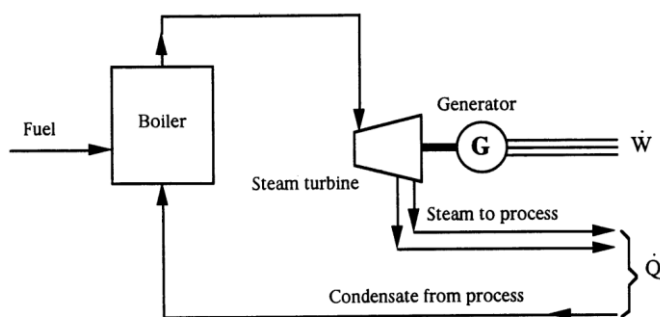 Generator
Fuel
Boiler
G
Ẇ
Steam turbine
Steam to process
Q̇
Condensate from process